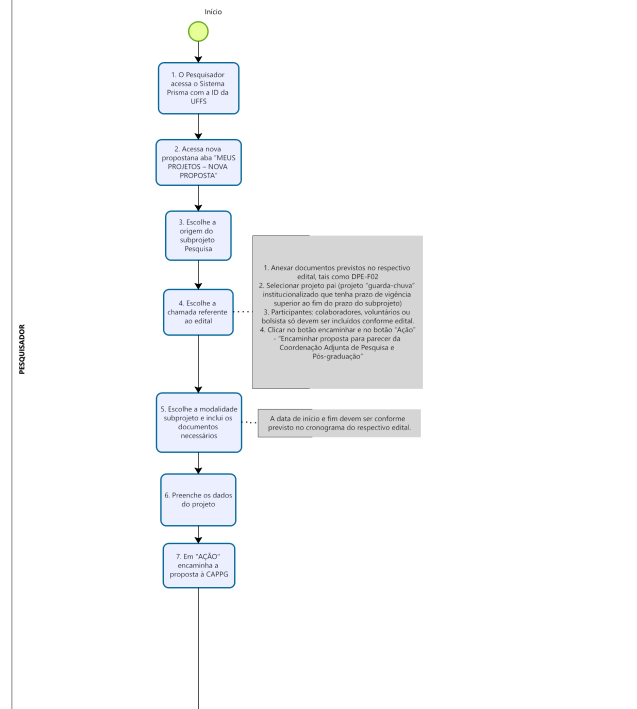 Início
1. O Pesquisador
acessa o Sistema
Prisma com a ID da
UFFS
2. Acessa nova
propostana aba "MEUS
PROJETOS – NOVA
PROPOSTA"
3. Escolhe a
origem do
subprojeto
Pesquisa
1. Anexar documentos previstos no respectivo
edital, tais como DPE-F02
2. Selecionar projeto pai (projeto "guarda-chuva"
institucionalizado que tenha prazo de vigência
superior ao fim do prazo do subprojeto)
3. Participantes: colaboradores, voluntários ou
bolsista só devem ser incluídos conforme edital.
4. Clicar no botão encaminhar e no botão "Ação"
- "Encaminhar proposta para parecer da
Coordenação Adjunta de Pesquisa e
Pós-graduação"
4. Escolhe a
chamada referente
ao edital
PESQUISADOR
5. Escolhe a modalidade
subprojeto e inclui os
documentos
necessários
A data de início e fim devem ser conforme
previsto no cronograma do respectivo edital.
6. Preenche os dados
do projeto
7. Em "AÇÃO"
encaminha a
proposta à CAPPG